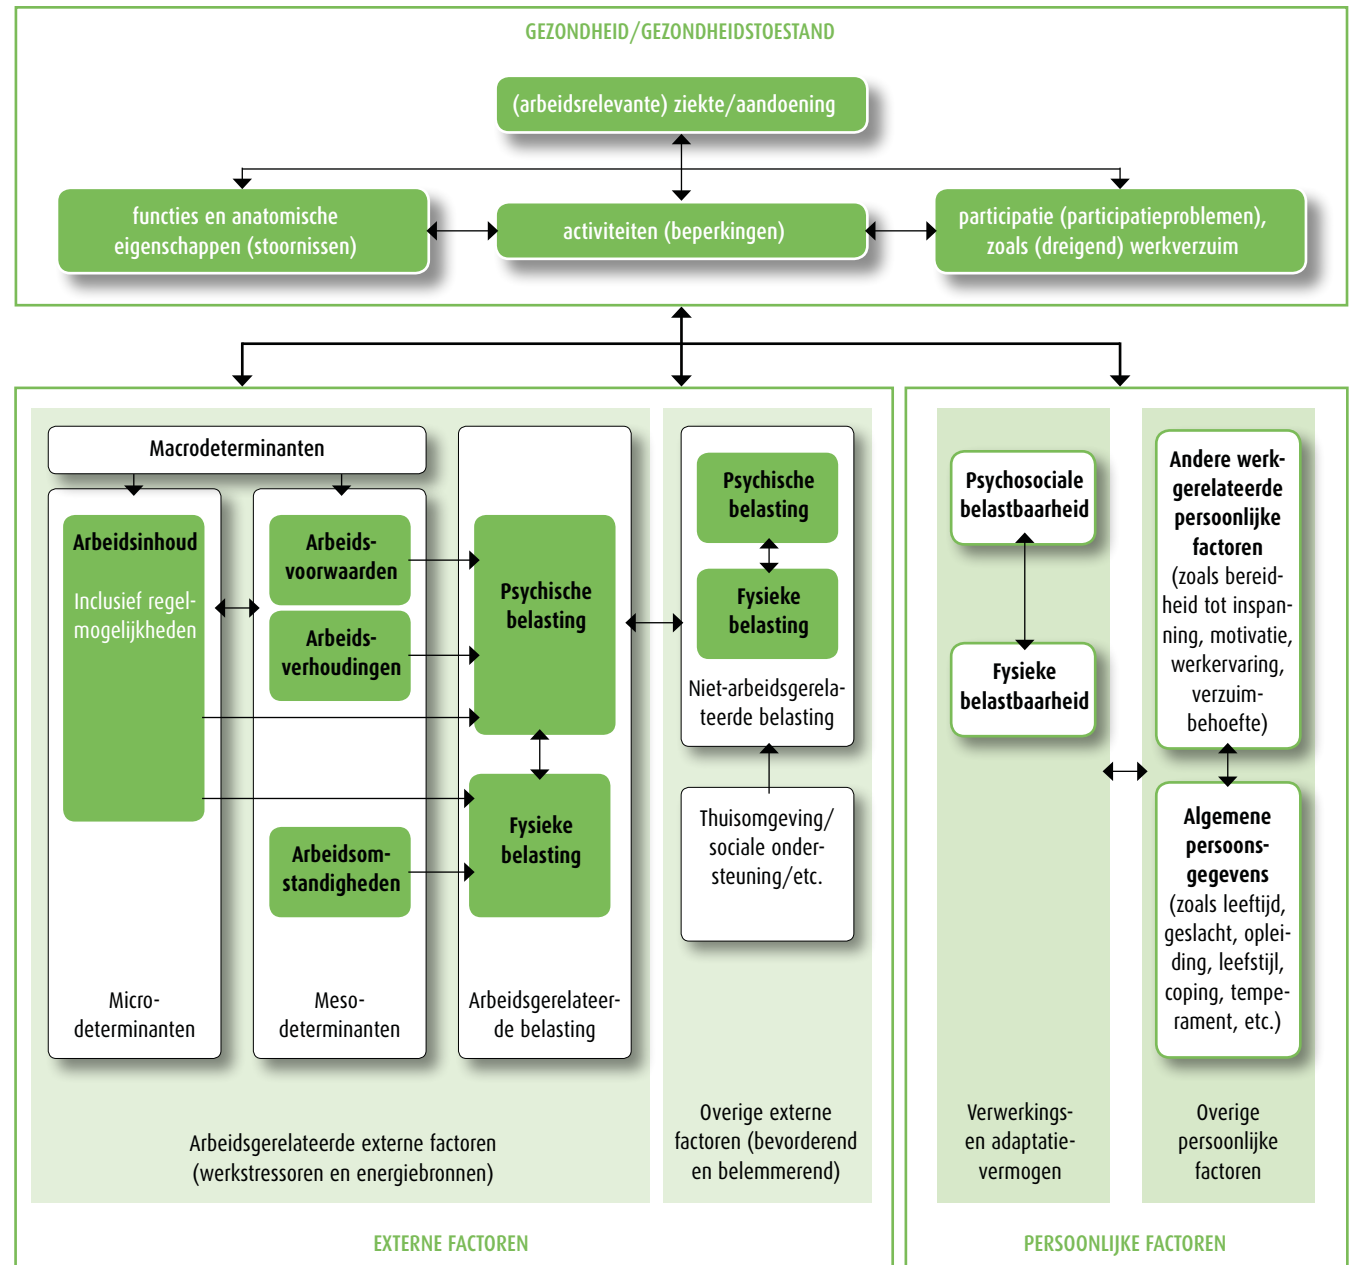 GEZONDHEID/GEZONDHEIDSTOESTAND
(arbeidsrelevante) ziekte/aandoening
functies en anatomische
eigenschappen (stoornissen)
activiteiten (beperkingen)
participatie (participatieproblemen),
zoals (dreigend) werkverzuim
Macrodeterminanten
Arbeidsinhoud
Inclusief regel-
mogelijkheden
Micro-
determinanten
Arbeids-
voorwaarden
Arbeids-
verhoudingen
Arbeidsom-
standigheden
Meso-
determinanten
Psychische
belasting
Fysieke
belasting
Arbeidsgerelateer-
de belasting
Arbeidsgerelateerde externe factoren
(werkstressoren en energiebronnen)
Psychische
belasting
Fysieke
belasting
Niet-arbeidsgerela-
teerde belasting
Thuisomgeving/
sociale onder-
steuning/etc.
Overige externe
factoren (bevorderend
en belemmerend)
EXTERNE FACTOREN
Psychosociale
belastbaarheid
Fysieke
belastbaarheid
Verwerkings-
en adaptatie-
vermogen
Andere werk-
gerelateerde
persoonlijke
factoren
(zoals bereid-
heid tot inspan-
ning, motivatie,
werkervaring,
verzuim-
behoefte)
Algemene
persoons-
gegevens
(zoals leeftijd,
geslacht, oplei-
ding, leefstijl,
coping, tempe-
rament, etc.)
Overige
persoonlijke
factoren
PERSOONLIJKE FACTOREN